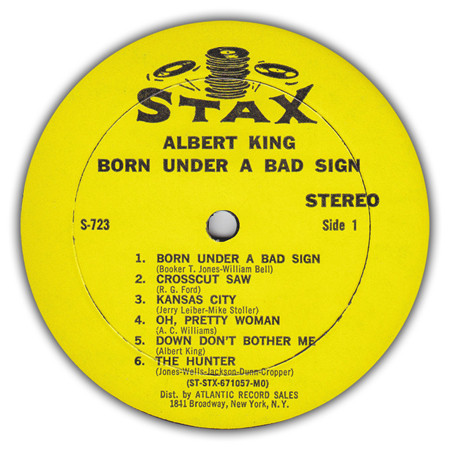 STAX
ALBERT KING
BORN UNDER A BAD SIGN
STEREO
S-723 Side 1
1. BORN UNDER A BAD SIGN
(Booker T. Jones-William Bell)
2. CROSSCUT SAW
(R. G. Ford)
3. KANSAS CITY
(Jerry Leiber-Mike Stoller)
4. OH, PRETTY WOMAN
(A. C. Williams)
5. DOWN DON'T BOTHER ME
(Albert King)
6. THE HUNTER
(Jones-Wells-Jackson-Dunn-Cropper)
(ST-STX-671057-MO)
Dist. by ATLANTIC RECORD SALES
1841 Broadway, New York, N. Y.